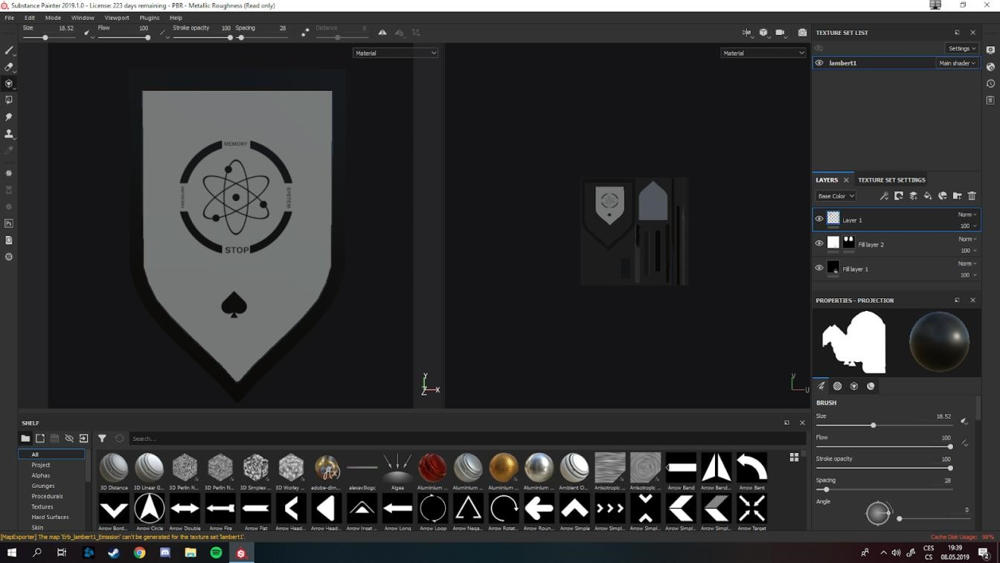 Substance Painter 2019.1.0 - License: 223 days remaining - PBR - Metallic Roughness (Read only)
File Edit Mode Window Viewport Plugins Help
Size 18.52 Flow 100 Stroke opacity 100 Spacing 28 Distance 8
Material
Material
MEMORY
PRESSURE
SYSTEM
STOP
Y
Z X
V
U
TEXTURE SET LIST
Settings
lambert1 Main shader
LAYERS TEXTURE SET SETTINGS
Base Color
Layer 1 Norm
100
Fill layer 2 Norm
100
Fill layer 1 Norm
100
PROPERTIES - PROJECTION
BRUSH
Size 18.52
Flow 100
Stroke opacity 100
Spacing 28
Angle 0
SHELF
Search...
All
Project
Alphas
Grunges
Procedurals
Textures
Hard Surfaces
Skin
3D Distance 3D Linear G... 3D Perlin N... 3D Perlin N... 3D Simplex ... 3D Worley ... adobe-dim... alexav3logc Algea Aluminium ... Aluminium ... Aluminium ... Aluminium ... Ambient O... Anisotropic ... Anisotropic ... Arrow Band Arrow Bend Arrow Bent
Arrow Bord... Arrow Circle Arrow Double Arrow Fire Arrow Flat Arrow Head... Arrow Head... Arrow Inset ... Arrow Long Arrow Loop Arrow Nega... Arrow Rotat... Arrow Roun... Arrow Simple Arrow Simpl... Arrow Simpl... Arrow Simpl... Arrow Simpl... Arrow Target
[MapExporter] The map 'Erb_lambert1_Emission' can't be generated for the texture set 'lambert1'.
Cache Disk Usage: 98%
Ps
CES
CS
19:39
08.05.2019
2